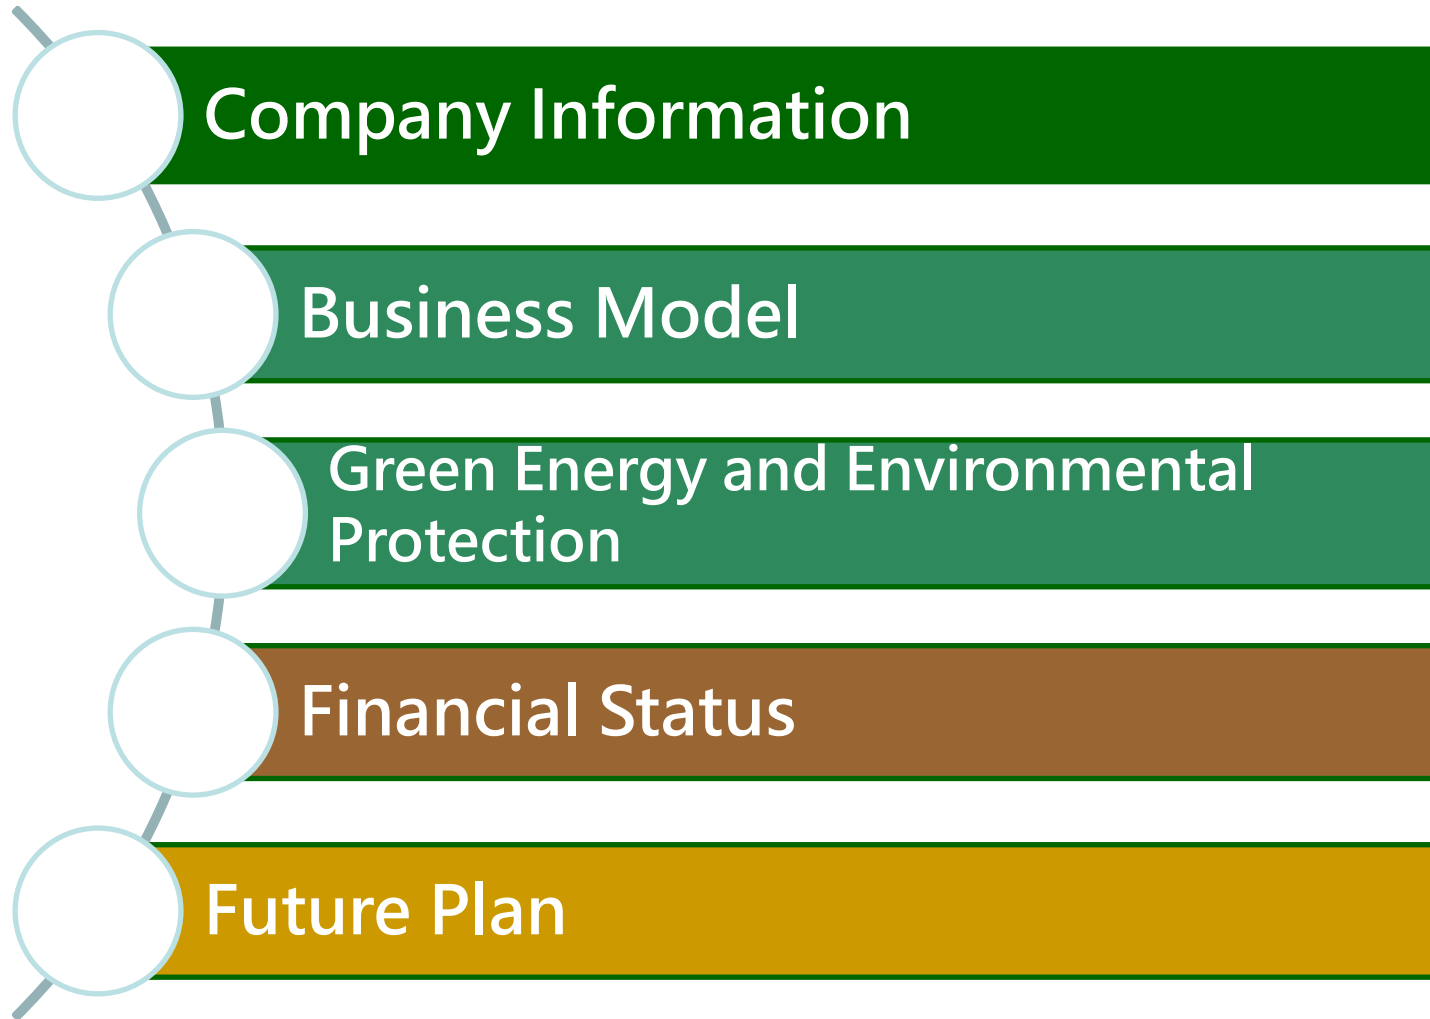 Company Information
Business Model
Green Energy and Environmental
Protection
Financial Status
Future Plan